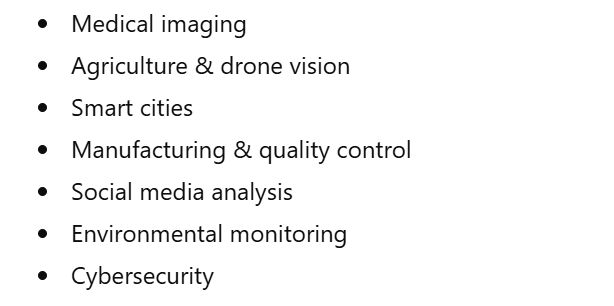 • Medical imaging
• Agriculture & drone vision
• Smart cities
• Manufacturing & quality control
• Social media analysis
• Environmental monitoring
• Cybersecurity